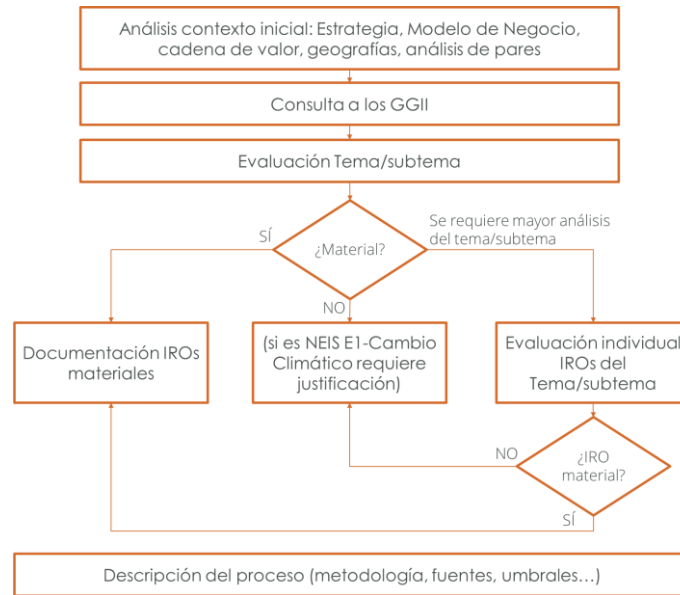 Análisis contexto inicial: Estrategia, Modelo de Negocio,
cadena de valor, geografías, análisis de pares
Consulta a los GGII
Evaluación Tema/subtema
¿Material?
SÍ
Se requiere mayor análisis
del tema/subtema
NO
Documentación IROs
materiales
(si es NEIS E1-Cambio
Climático requiere
justificación)
Evaluación individual
IROs del
Tema/subtema
NO
¿IRO
material?
SÍ
Descripción del proceso (metodología, fuentes, umbrales…)